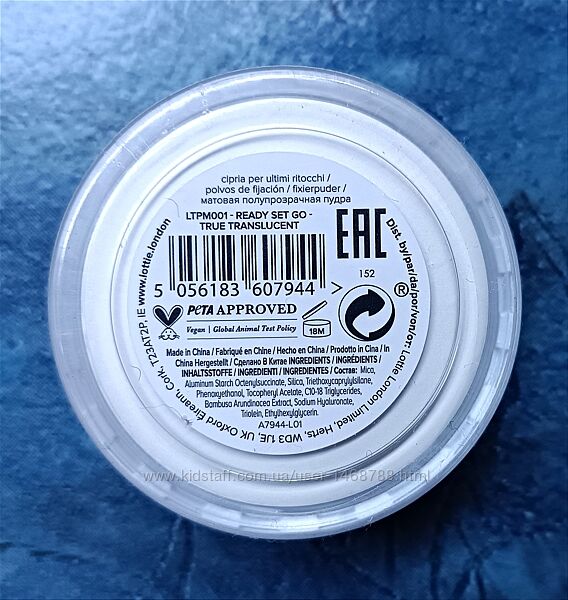 cipria per ultimi ritocchi /
polvos de fijación / fixierpuder /
матовая полупрозрачная пудра
LTPM001 - READY SET GO -
TRUE TRANSLUCENT
EAC
152
5 056183 607944 >
PETA APPROVED
Vegan | Global Animal Test Policy
18M
®
Made in China / Fabriqué en Chine / Hecho en China / Prodotto in Cina / In
China Hergestellt / Сделано В Китае INGREDIENTS / INGRÉDIENTS /
INHALTSSTOFFE / INGREDIENTI / INGREDIENTES / Состав: Mica,
Aluminum Starch Octenylsuccinate, Silica, Triethoxycaprylylsilane,
Phenoxyethanol, Tocopheryl Acetate, C10-18 Triglycerides,
Bambusa Arundinacea Extract, Sodium Hyaluronate,
Triolein, Ethylhexylglycerin.
A7944-L01
Dist. by/par/da/por/von/от: Lottie London Limited, Herts, WD3 1JE, UK Oxford Éireann, Cork, T23AT2P, IE www.lottie.london
www.kidstaff.com.ua/user-1468789.html